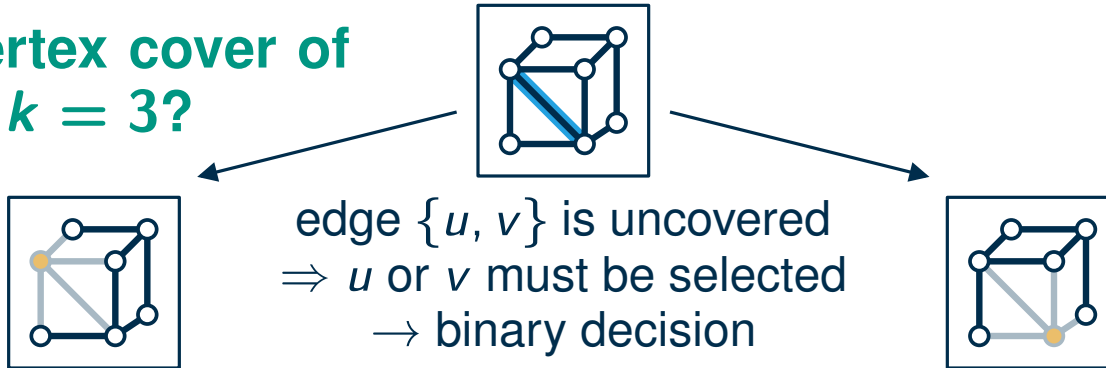 ertex cover of
k = 3?
edge {u, v} is uncovered
⇒ u or v must be selected
→ binary decision